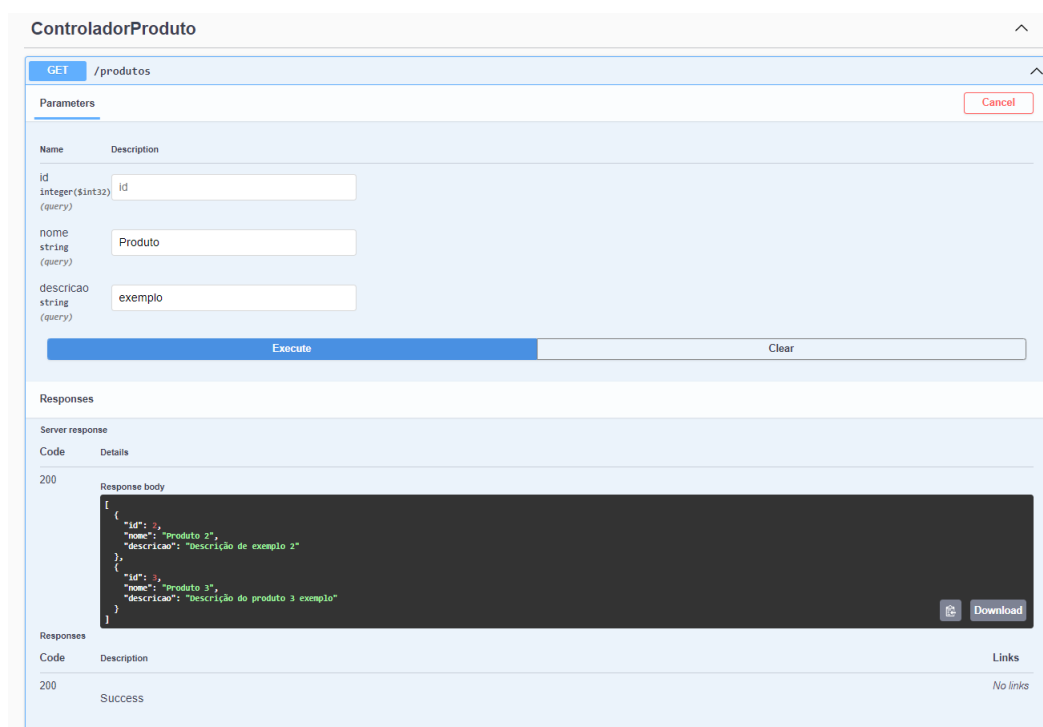 ControladorProduto
GET /produtos
Parameters
Cancel
Name Description
id
integer($int32)
(query)
id
nome
string
(query)
Produto
descricao
string
(query)
exemplo
Execute Clear
Responses
Server response
Code Details
200
Response body
[
{
"id": 2,
"nome": "Produto 2",
"descricao": "Descrição de exemplo 2"
},
{
"id": 3,
"nome": "Produto 3",
"descricao": "Descrição do produto 3 exemplo"
}
]
Download
Responses
Code Description Links
200 No links
Success